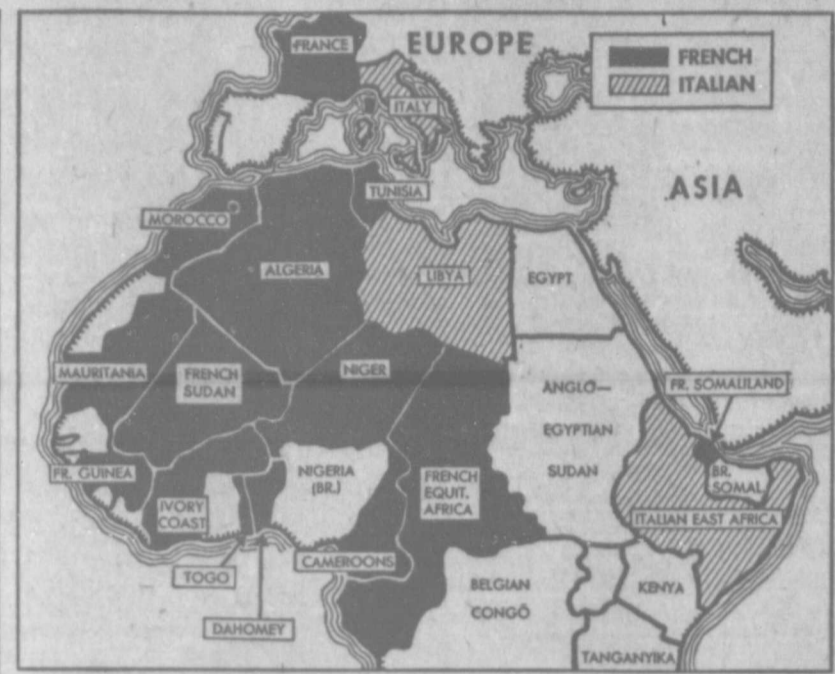 FRANCE
EUROPE
FRENCH
ITALIAN
ITALY
ASIA
TUNISIA
MOROCCO
ALGERIA
LIBYA
EGYPT
MAURITANIA
FRENCH
SUDAN
NIGER
ANGLO—
EGYPTIAN
SUDAN
FR. SOMALILAND
FR. GUINEA
IVORY
COAST
NIGERIA
(BR.)
FRENCH
EQUIT.
AFRICA
BR.
SOMAL.
ITALIAN EAST AFRICA
TOGO
CAMEROONS
DAHOMEY
BELGIAN
CONGO
KENYA
TANGANYIKA